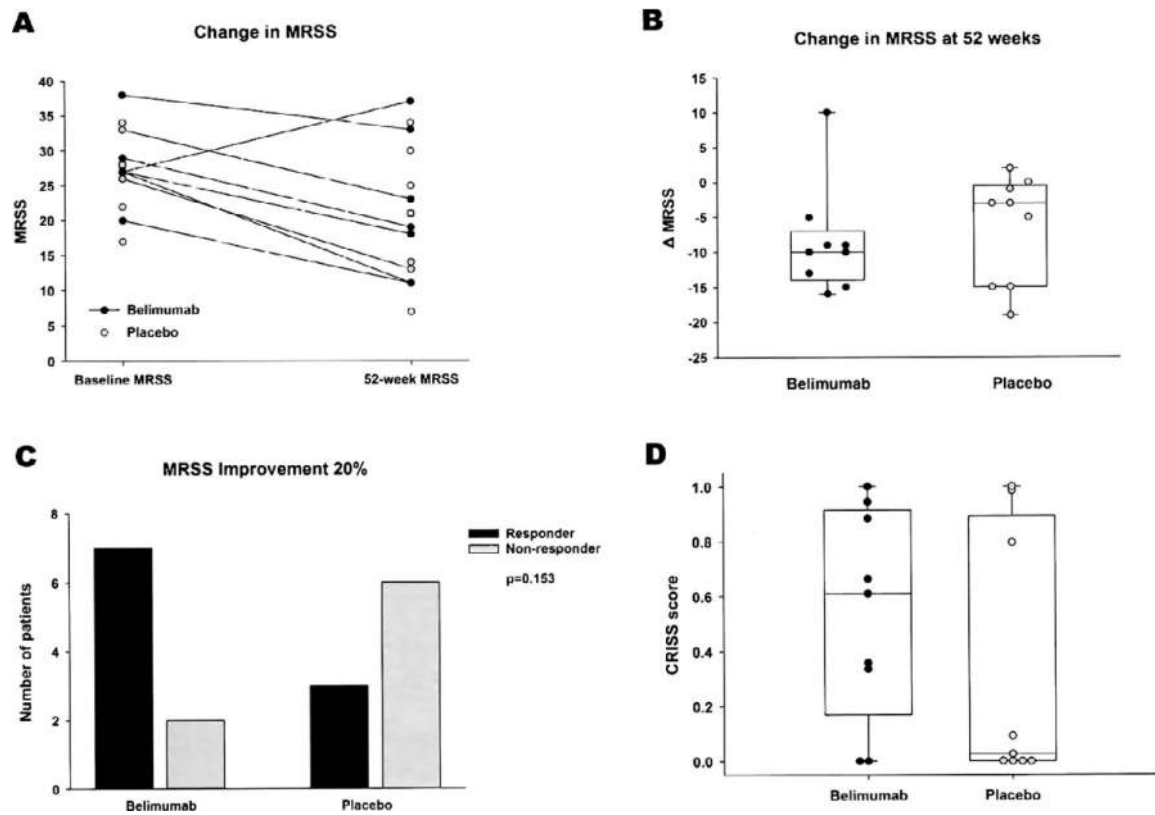 A
Change in MRSS
MRSS
40
35
30
25
20
15
10
5
0
Belimumab
Placebo
Baseline MRSS
52-week MRSS
B
Change in MRSS at 52 weeks
Δ MRSS
15
10
5
0
-5
-10
-15
-20
-25
Belimumab
Placebo
C
MRSS Improvement 20%
Number of patients
8
6
4
2
0
Responder
Non-responder
p=0.153
Belimumab
Placebo
D
CRISS score
1.0
0.8
0.6
0.4
0.2
0.0
Belimumab
Placebo